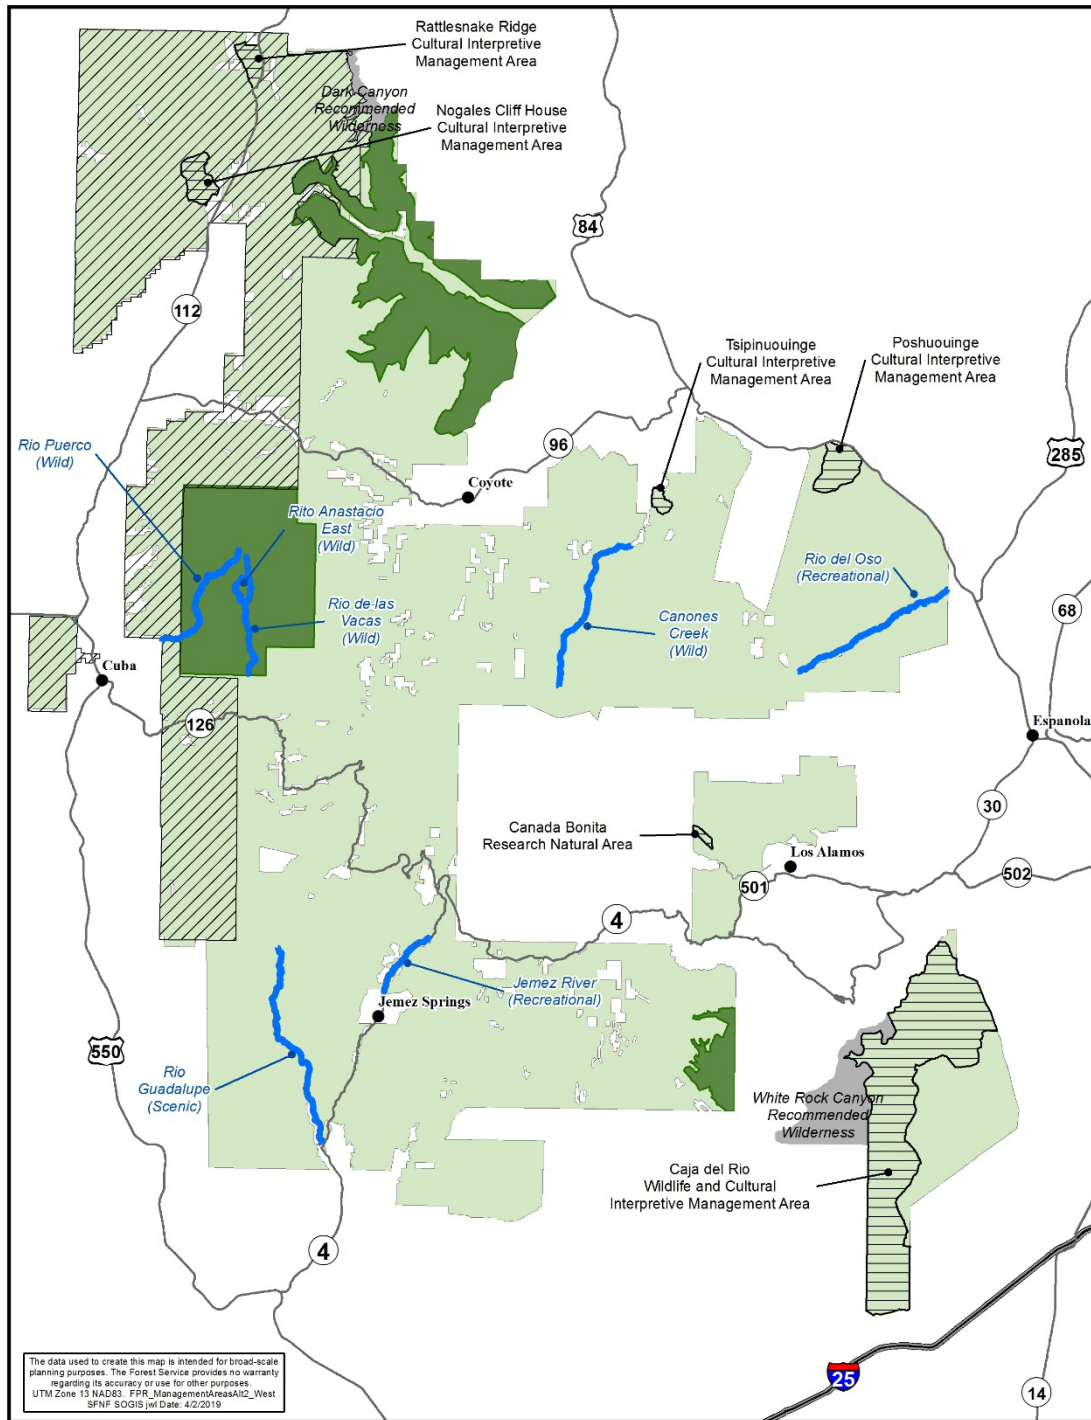 Rattlesnake Ridge
Cultural Interpretive
Management Area
Dark Canyon
Recommended
Wilderness
Nogales Cliff House
Cultural Interpretive
Management Area
84
112
Tsipinuouinge
Cultural Interpretive
Management Area
Poshuouinge
Cultural Interpretive
Management Area
Rio Puerco
(Wild)
96
285
Coyote
Rito Anastacio
East
(Wild)
Rio del Oso
(Recreational)
Rio de las
Vacas
(Wild)
Canones
Creek
(Wild)
68
Cuba
126
Espanola
30
Canada Bonita
Research Natural Area
Los Alamos
501
502
4
Jemez River
(Recreational)
Jemez Springs
550
Rio
Guadalupe
(Scenic)
White Rock Canyon
Recommended
Wilderness
Caja del Rio
Wildlife and Cultural
Interpretive Management Area
4
25
14
The data used to create this map is intended for broad-scale
planning purposes. The Forest Service provides no warranty
regarding its accuracy or use for other purposes.
UTM Zone 13 NAD83. FPR_ManagementAreasAlt2_West
SFNF SOGIS jwl Date: 4/2/2019